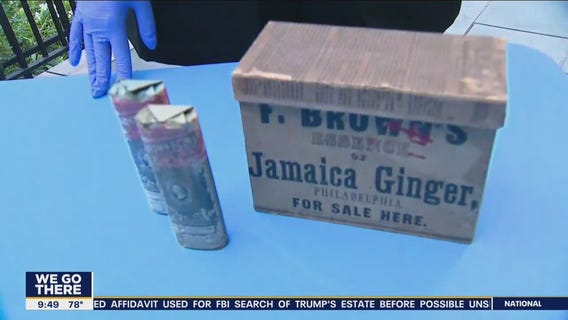 F. BROWN'S
ESSENCE
OF
Jamaica Ginger,
PHILADELPHIA.
FOR SALE HERE.
WE GO
THERE
9:49 78°
ED AFFIDAVIT USED FOR FBI SEARCH OF TRUMP'S ESTATE BEFORE POSSIBLE UNS
NATIONAL